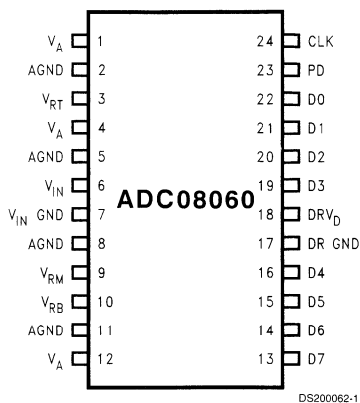 V_A 1 24 CLK
AGND 2 23 PD
V_RT 3 22 D0
V_A 4 21 D1
AGND 5 20 D2
V_IN 6 19 D3
ADC08060
V_IN GND 7 18 DRV_D
AGND 8 17 DR GND
V_RM 9 16 D4
V_RB 10 15 D5
AGND 11 14 D6
V_A 12 13 D7
DS200062-1